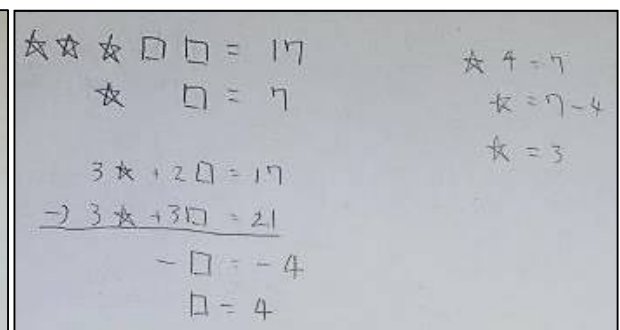 ☆ ☆ ☆ □ □ = 17
☆ □ = 7
3☆ + 2□ = 17
-) 3☆ + 3□ = 21
- □ = - 4
□ = 4
☆ 4 = 7
☆ = 7 - 4
☆ = 3